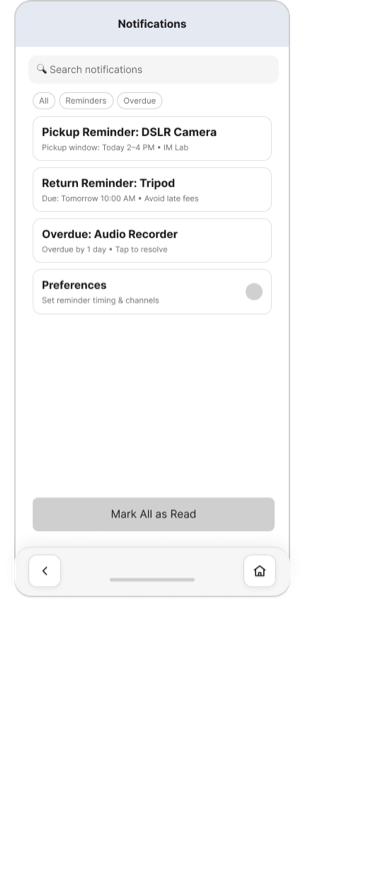 Notifications
Search notifications
All Reminders Overdue
Pickup Reminder: DSLR Camera
Pickup window: Today 2–4 PM • IM Lab
Return Reminder: Tripod
Due: Tomorrow 10:00 AM • Avoid late fees
Overdue: Audio Recorder
Overdue by 1 day • Tap to resolve
Preferences
Set reminder timing & channels
Mark All as Read